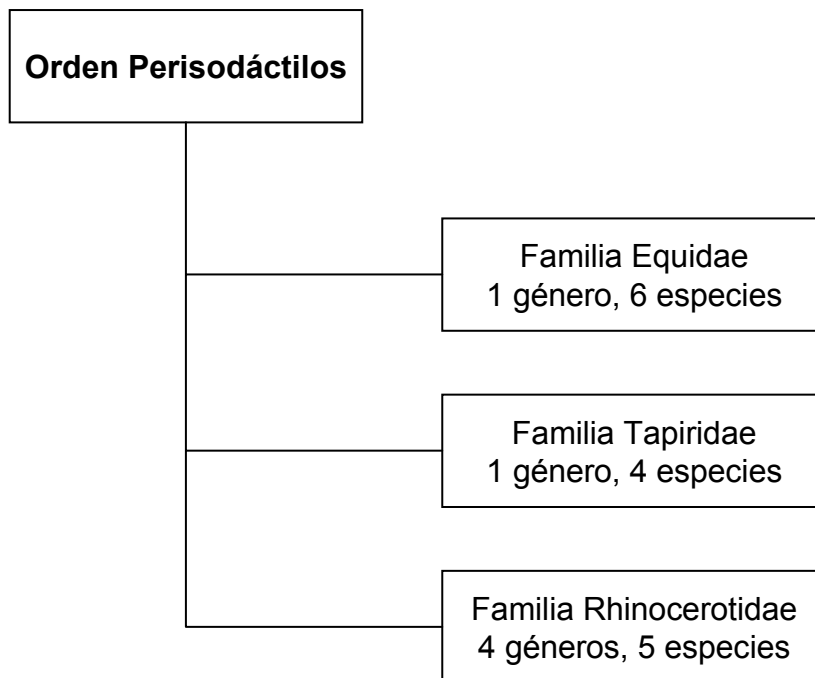 Orden Perisodáctilos
Familia Equidae
1 género, 6 especies
Familia Tapiridae
1 género, 4 especies
Familia Rhinocerotidae
4 géneros, 5 especies